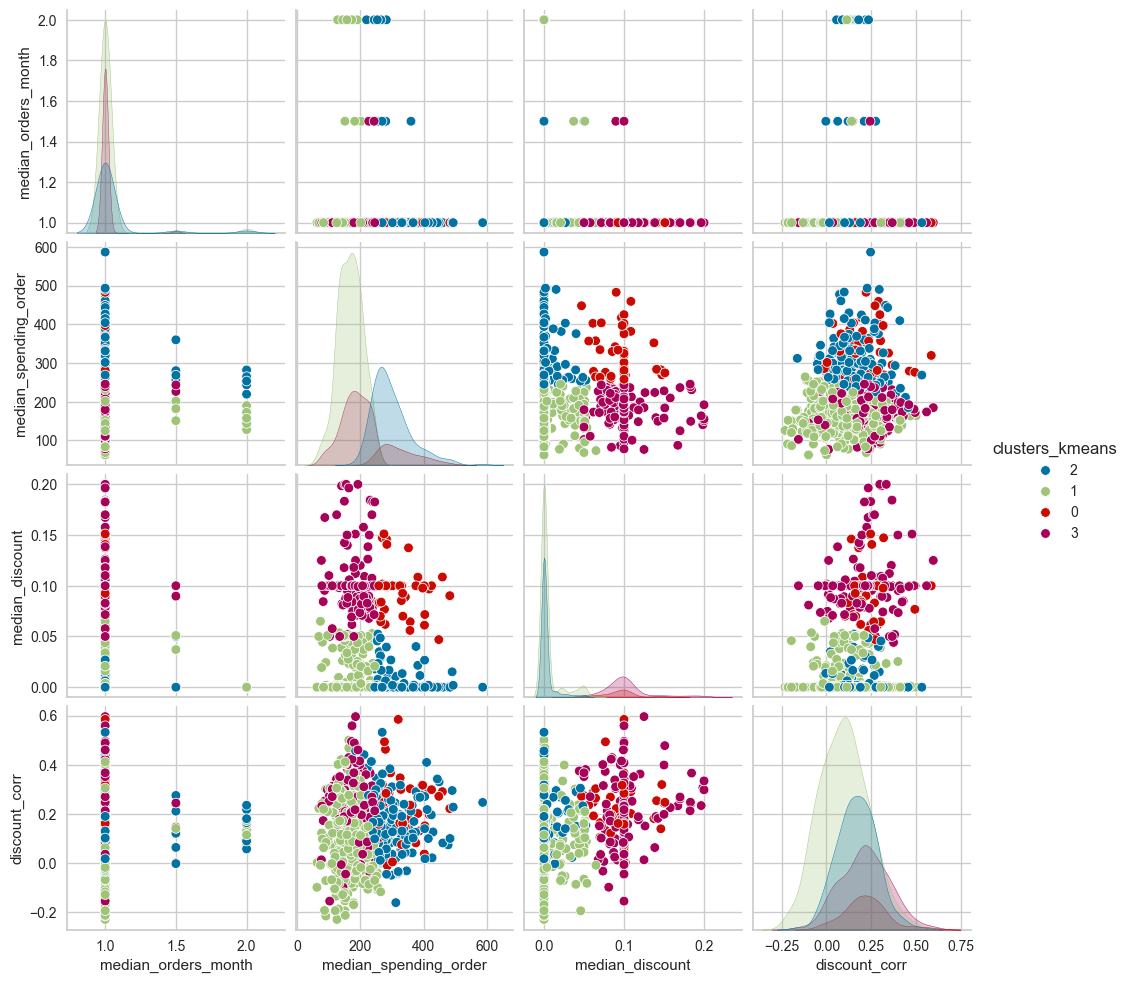 2.0
1.8
1.6
1.4
1.2
1.0
median_orders_month
600
500
400
300
200
100
median_spending_order
clusters_kmeans
2
1
0
3
0.20
0.15
0.10
0.05
0.00
median_discount
0.6
0.4
0.2
0.0
−0.2
discount_corr
1.0 1.5 2.0
median_orders_month
0 200 400 600
median_spending_order
0.0 0.1 0.2
median_discount
−0.25 0.00 0.25 0.50 0.75
discount_corr